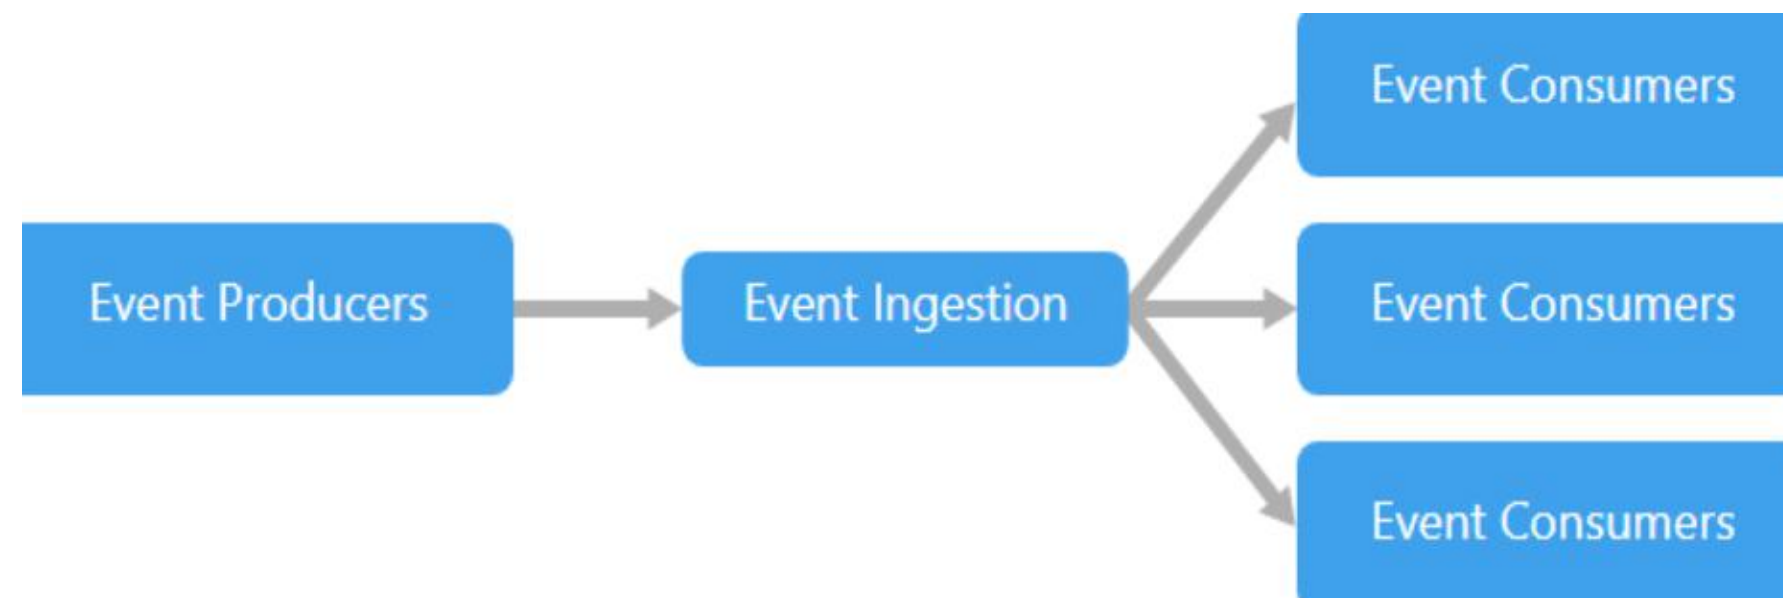 Event Producers
Event Ingestion
Event Consumers
Event Consumers
Event Consumers